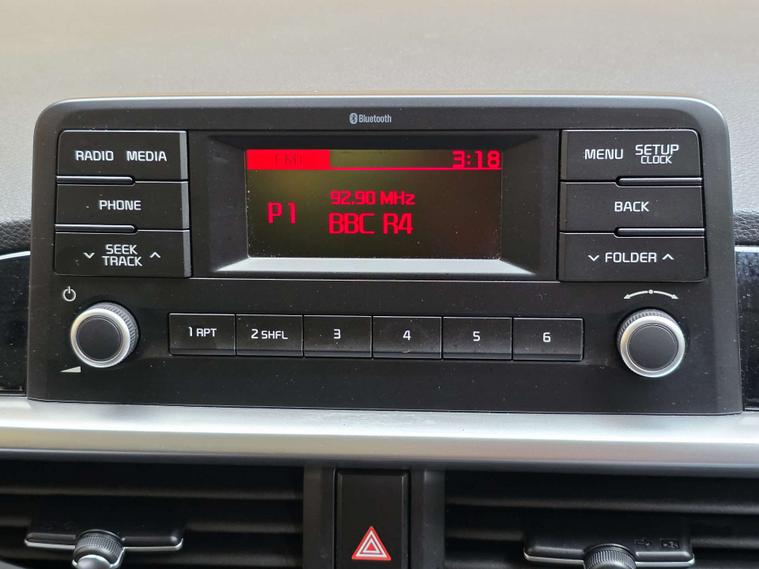 Bluetooth
RADIO MEDIA
PHONE
SEEK
TRACK
3:18
92.90 MHz
P1
BBC R4
MENU SETUP
CLOCK
BACK
FOLDER
1 RPT 2 SHFL 3 4 5 6